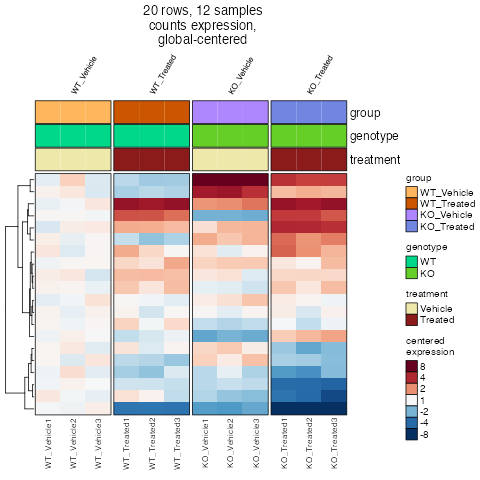 20 rows, 12 samples
counts expression,
global-centered
WT_Vehicle
WT_Treated
KO_Vehicle
KO_Treated
group
genotype
treatment
group
WT_Vehicle
WT_Treated
KO_Vehicle
KO_Treated
genotype
WT
KO
treatment
Vehicle
Treated
centered
expression
8
4
2
1
-2
-4
-8
WT_Vehicle1
WT_Vehicle2
WT_Vehicle3
WT_Treated1
WT_Treated2
WT_Treated3
KO_Vehicle1
KO_Vehicle2
KO_Vehicle3
KO_Treated1
KO_Treated2
KO_Treated3